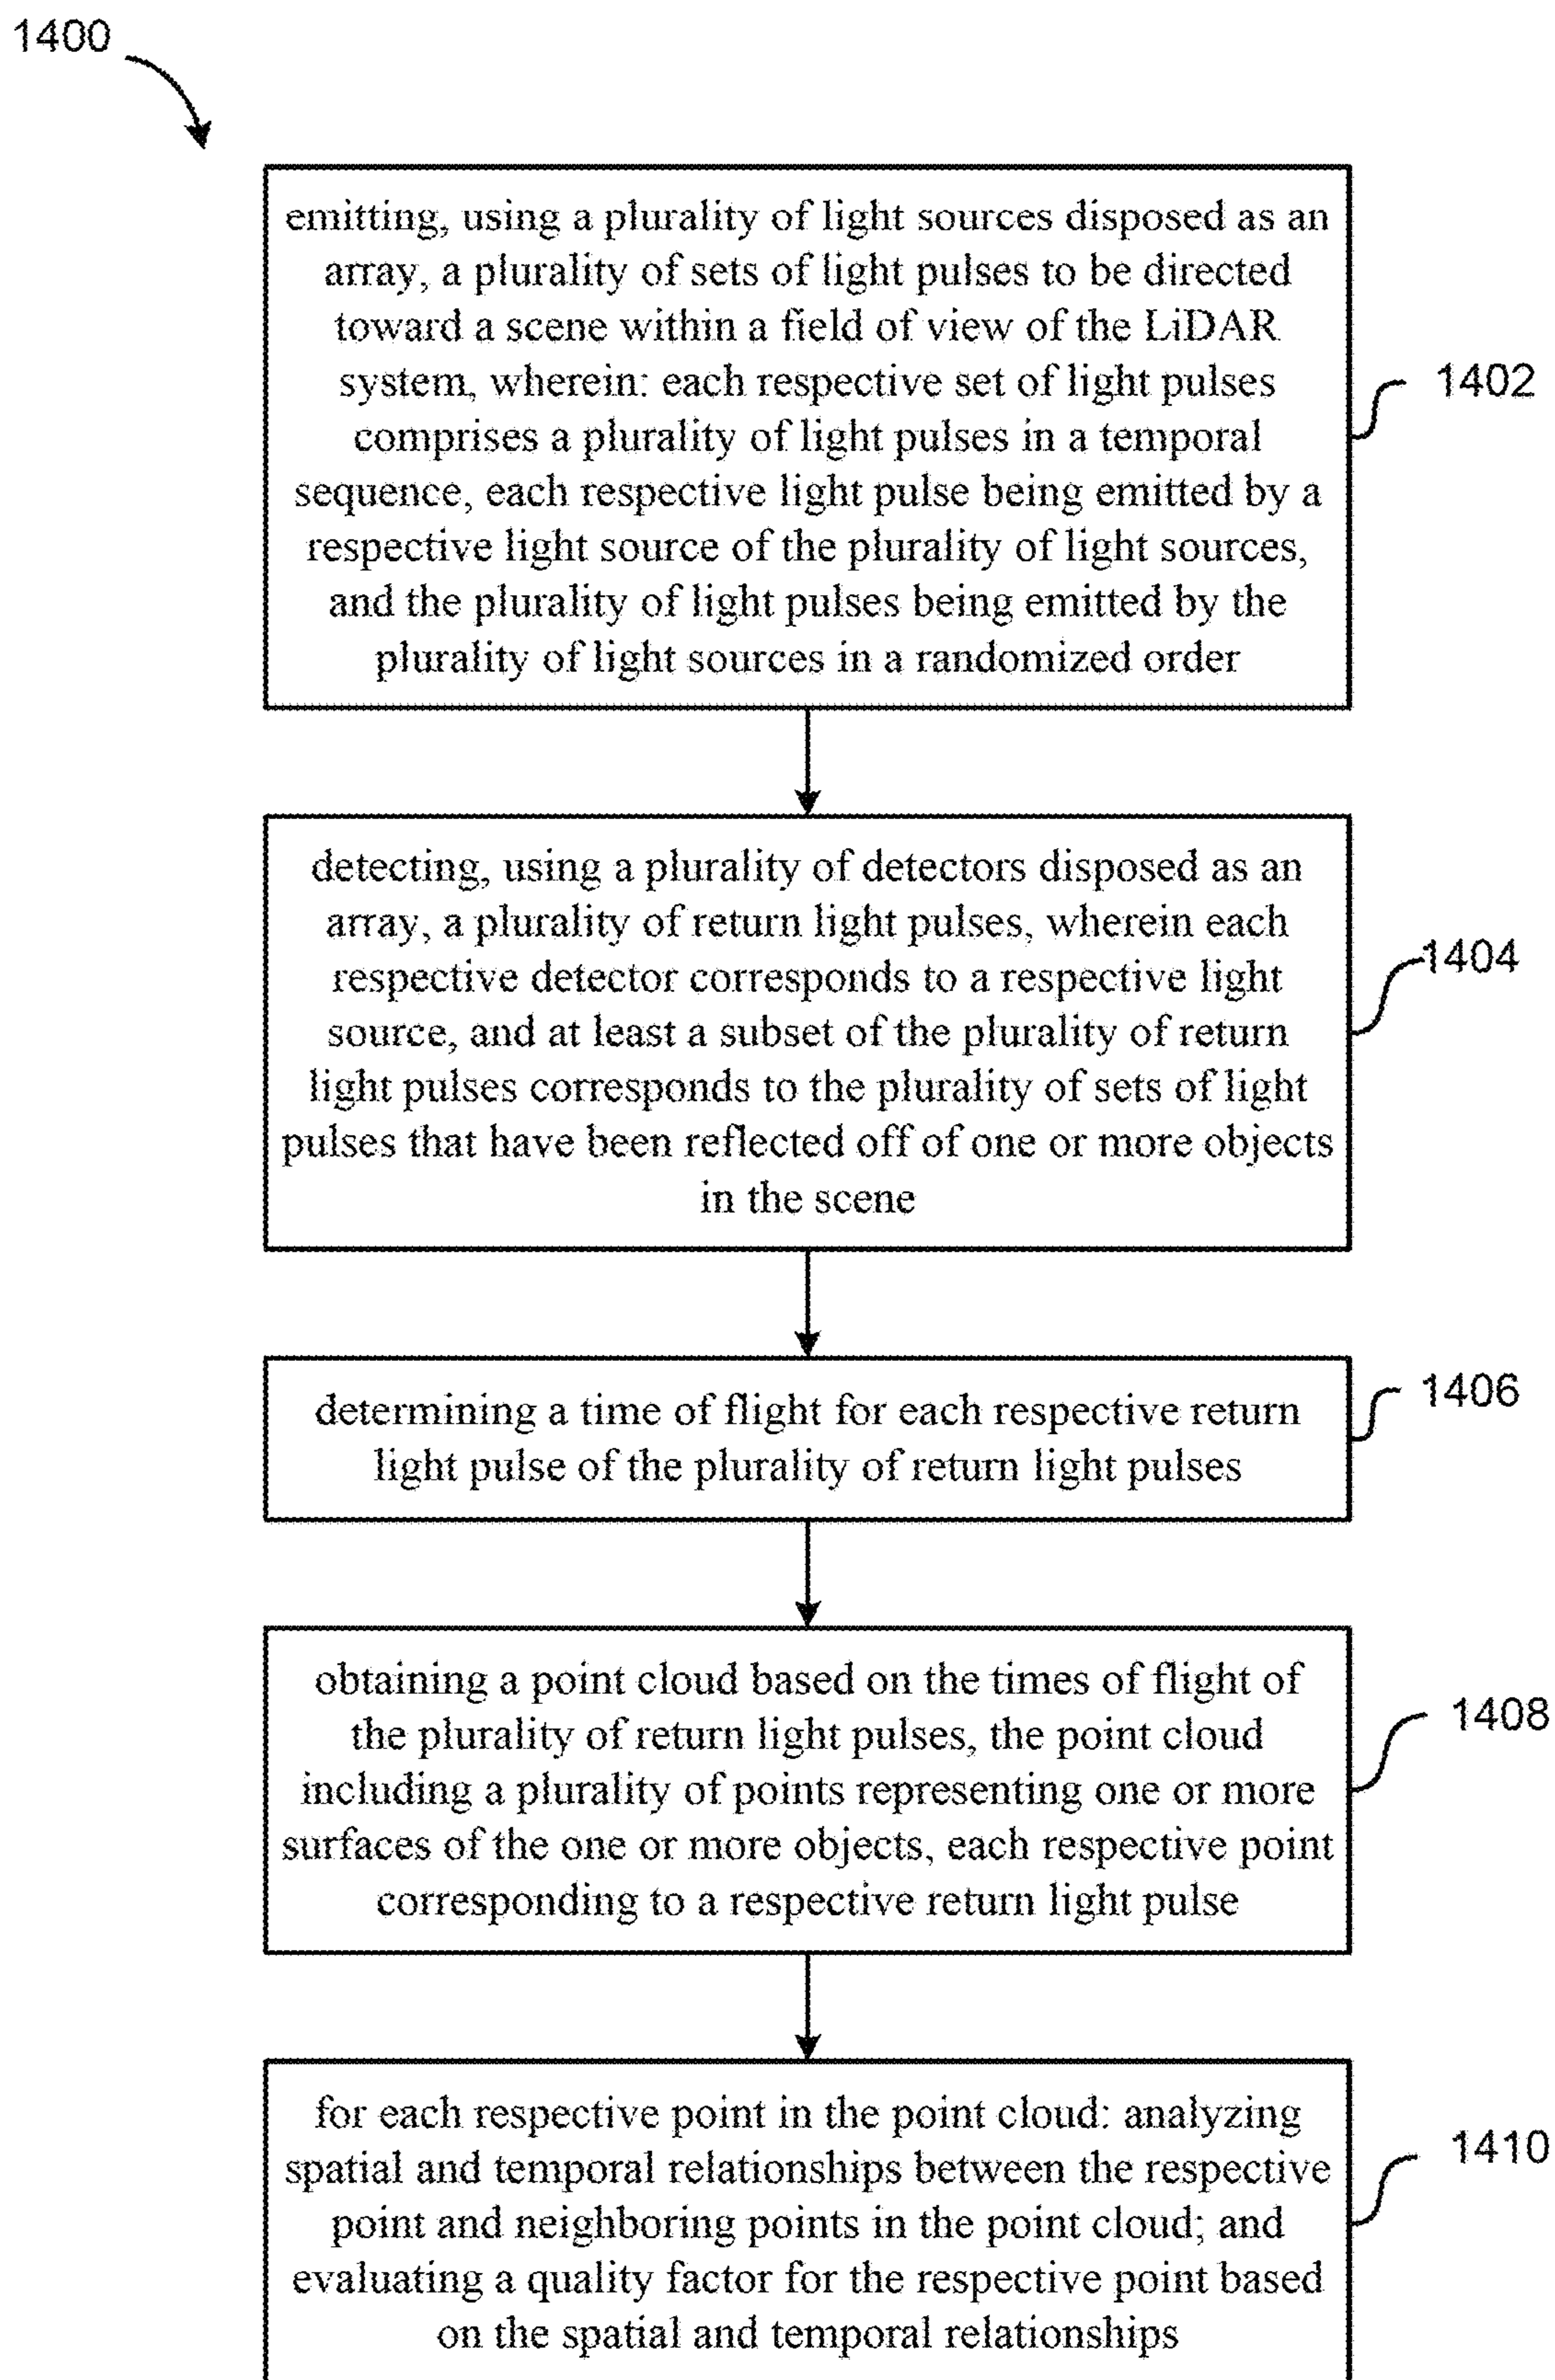 1400
emitting, using a plurality of light sources disposed as an
array, a plurality of sets of light pulses to be directed
toward a scene within a field of view of the LiDAR
system, wherein: each respective set of light pulses
comprises a plurality of light pulses in a temporal
sequence, each respective light pulse being emitted by a
respective light source of the plurality of light sources,
and the plurality of light pulses being emitted by the
plurality of light sources in a randomized order
1402
detecting, using a plurality of detectors disposed as an
array, a plurality of return light pulses, wherein each
respective detector corresponds to a respective light
source, and at least a subset of the plurality of return
light pulses corresponds to the plurality of sets of light
pulses that have been reflected off of one or more objects
in the scene
1404
determining a time of flight for each respective return
light pulse of the plurality of return light pulses
1406
obtaining a point cloud based on the times of flight of
the plurality of return light pulses, the point cloud
including a plurality of points representing one or more
surfaces of the one or more objects, each respective point
corresponding to a respective return light pulse
1408
for each respective point in the point cloud: analyzing
spatial and temporal relationships between the respective
point and neighboring points in the point cloud; and
evaluating a quality factor for the respective point based
on the spatial and temporal relationships
1410